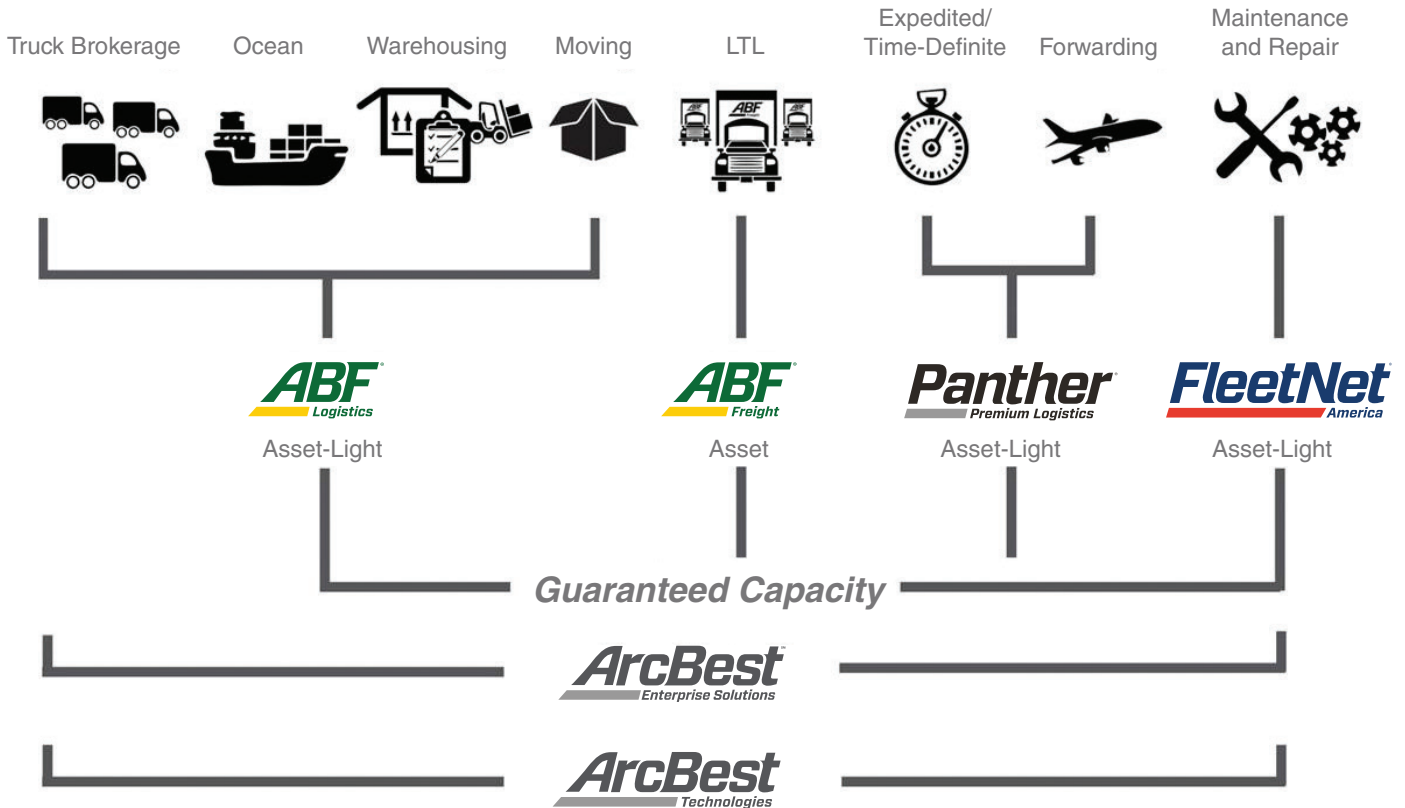 Truck Brokerage
Ocean
Warehousing
Moving
LTL
Expedited/
Time-Definite
Forwarding
Maintenance
and Repair
ABF
Freight
ABF
Logistics
ABF
Freight
Panther
Premium Logistics
FleetNet
America
Asset-Light
Asset
Asset-Light
Asset-Light
Guaranteed Capacity
ArcBest
Enterprise Solutions
ArcBest
Technologies